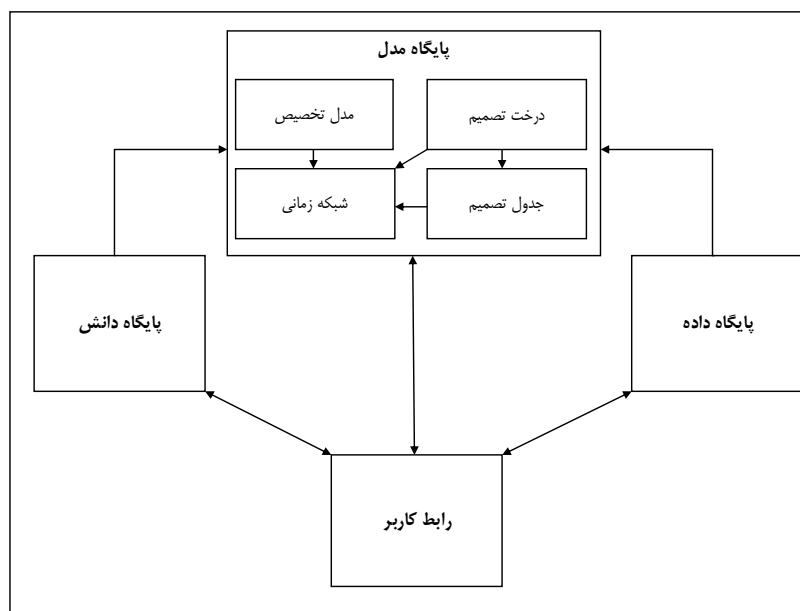 پایگاه مدل
درخت تصمیم
مدل تخصیص
جدول تصمیم
شبکه زمانی
پایگاه داده
پایگاه دانش
رابط کاربر